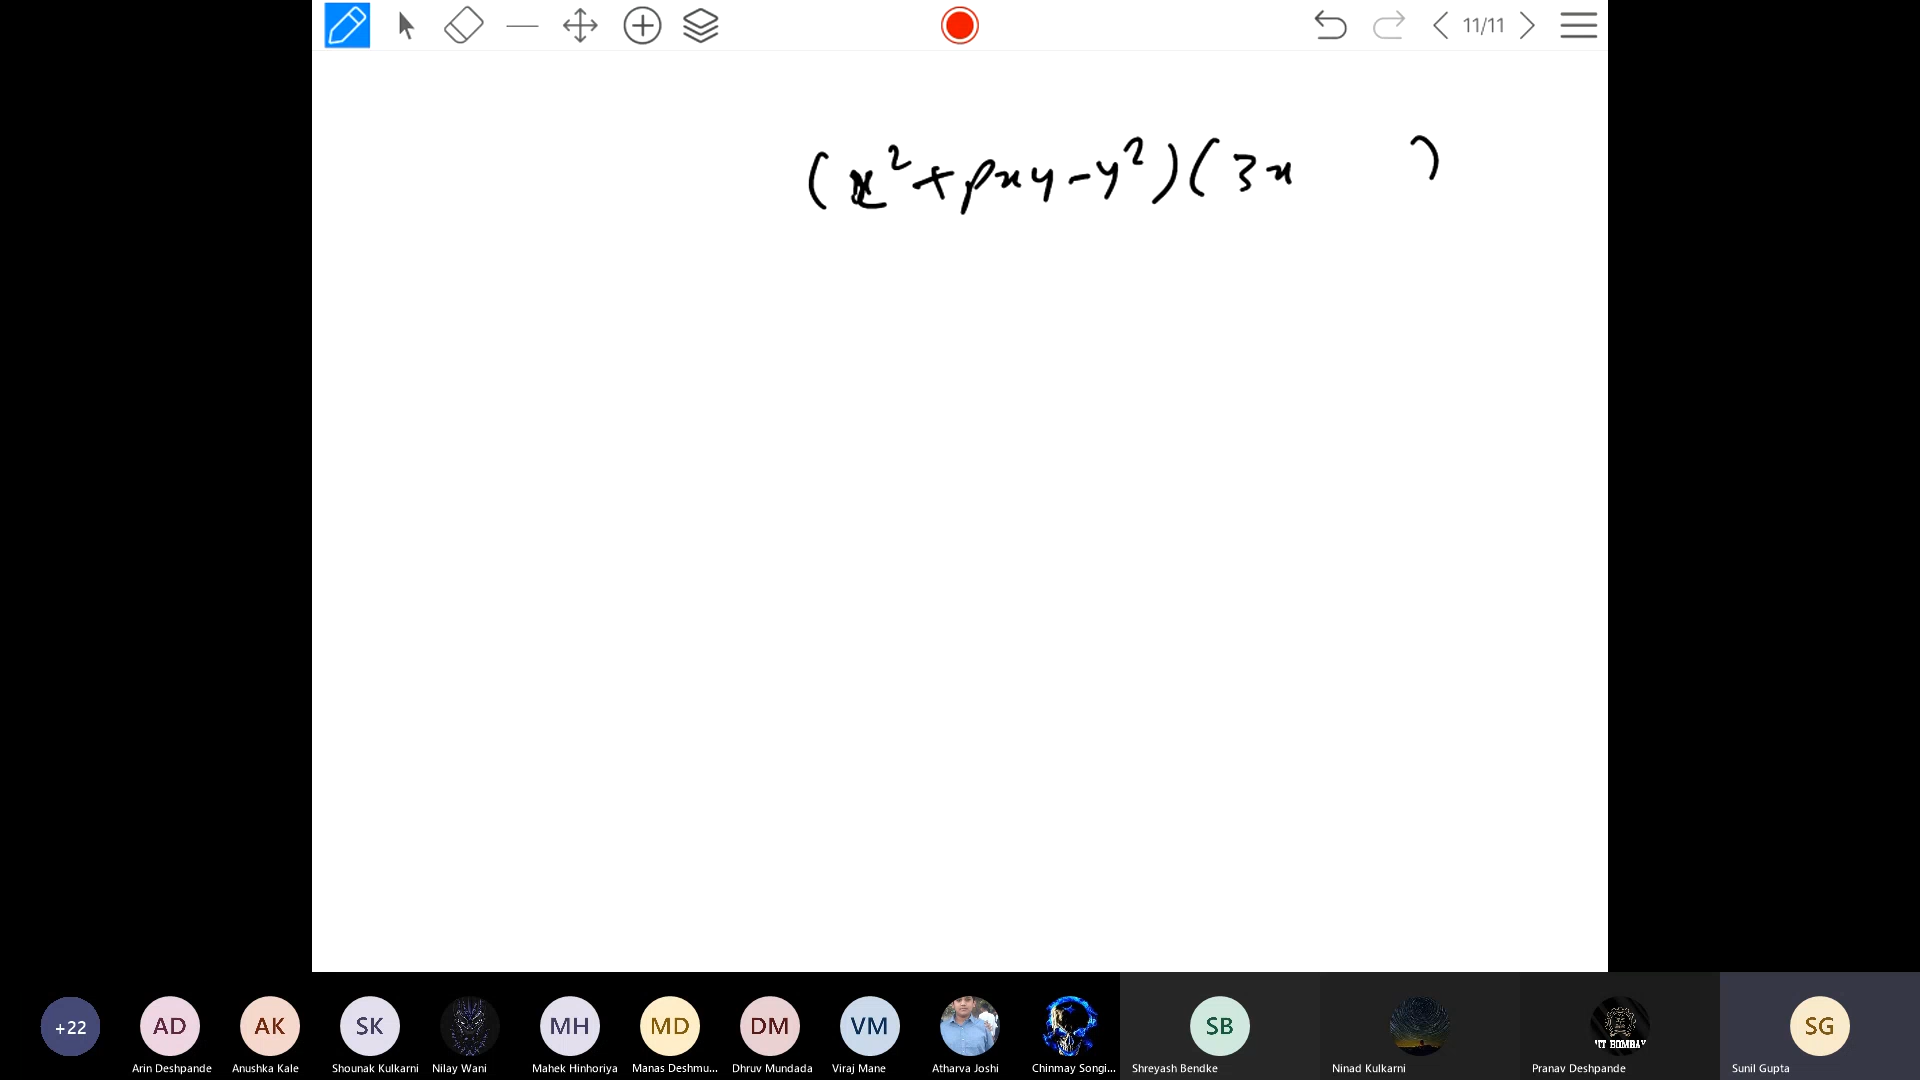 11/11
(x²+pxy-y²)(3x )
+22
AD
AK
SK
MH
MD
DM
VM
SB
SG
Arin Deshpande
Anushka Kale
Shounak Kulkarni
Nilay Wani
Mahek Hinhoriya
Manas Deshmu...
Dhruv Mundada
Viraj Mane
Atharva Joshi
Chinmay Songi...
Shreyash Bendke
Ninad Kulkarni
Pranav Deshpande
Sunil Gupta